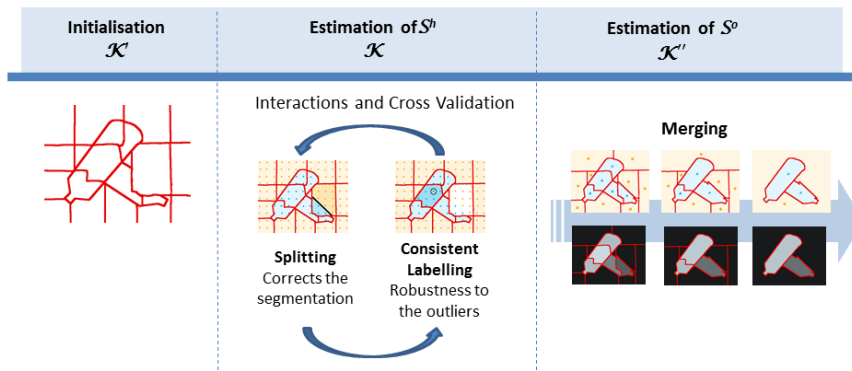 Initialisation
𝒦′
Estimation of Sʰ
𝒦
Estimation of Sᵒ
𝒦″
Interactions and Cross Validation
Splitting
Corrects the
segmentation
Consistent
Labelling
Robustness to
the outliers
Merging